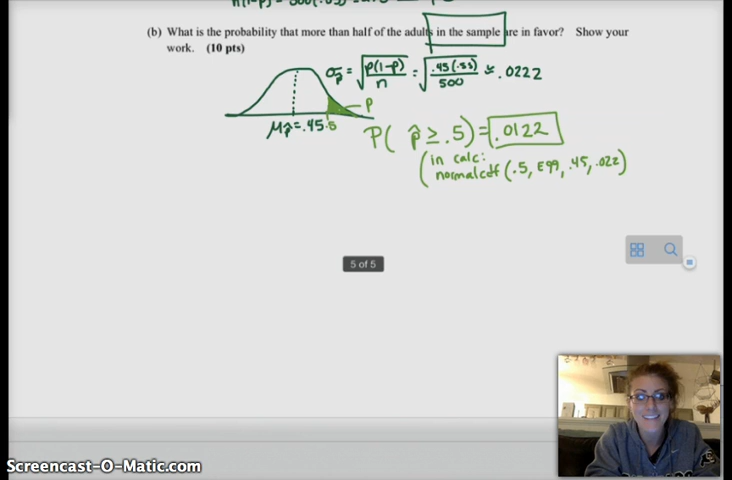 (b) What is the probability that more than half of the adults in the sample are in favor? Show your
work. (10 pts)
σp̂ = √p(1-p)/n = √.45(.55)/500 ≈ .0222
P
μp̂ = .45 .5
P( p̂ ≥ .5) = .0122
(in calc:
normalcdf (.5, E99, .45, .022)
5 of 5
Screencast-O-Matic.com